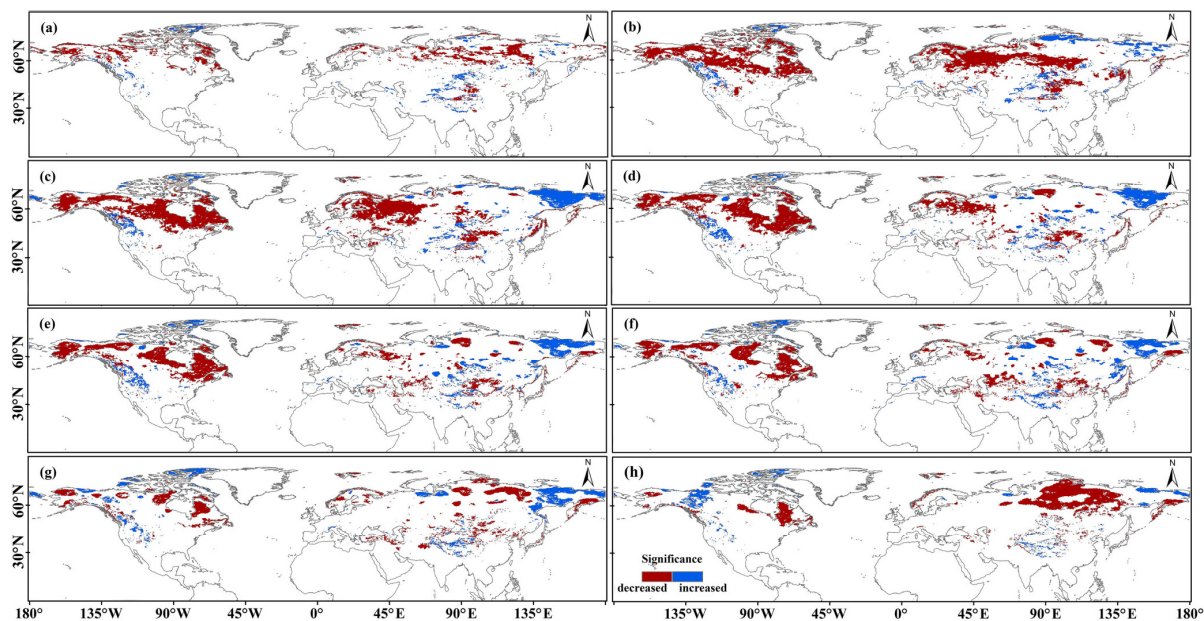 (a) N (b) N
60°N
30°N
(c) N (d) N
60°N
30°N
(e) N (f) N
60°N
30°N
(g) N (h) N
60°N
30°N
Significance
decreased increased
180° 135°W 90°W 45°W 0° 45°E 90°E 135°E 135°W 90°W 45°W 0° 45°E 90°E 135°E 180°